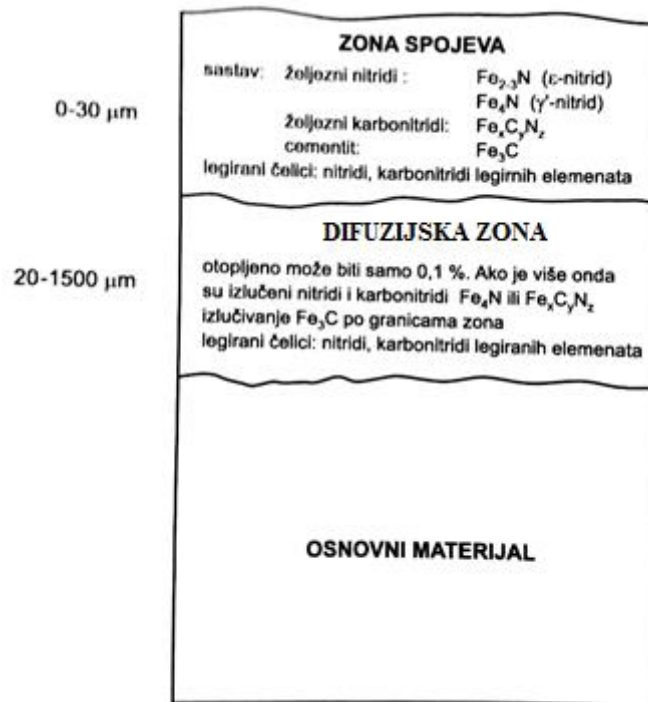 ZONA SPOJEVA
sastav: željezni nitridi : Fe₂₋₃N (ε-nitrid)
Fe₄N (γ'-nitrid)
0-30 μm
željezni karbonitridi: FeₓCᵧN_z
cementit: Fe₃C
legirani čelici: nitridi, karbonitridi legirnih elemenata
DIFUZIJSKA ZONA
20-1500 μm
otopljeno može biti samo 0,1 %. Ako je više onda
su izlučeni nitridi i karbonitridi Fe₄N ili FeₓCᵧN_z
izlučivanje Fe₃C po granicama zona
legirani čelici: nitridi, karbonitridi legiranih elemenata
OSNOVNI MATERIJAL